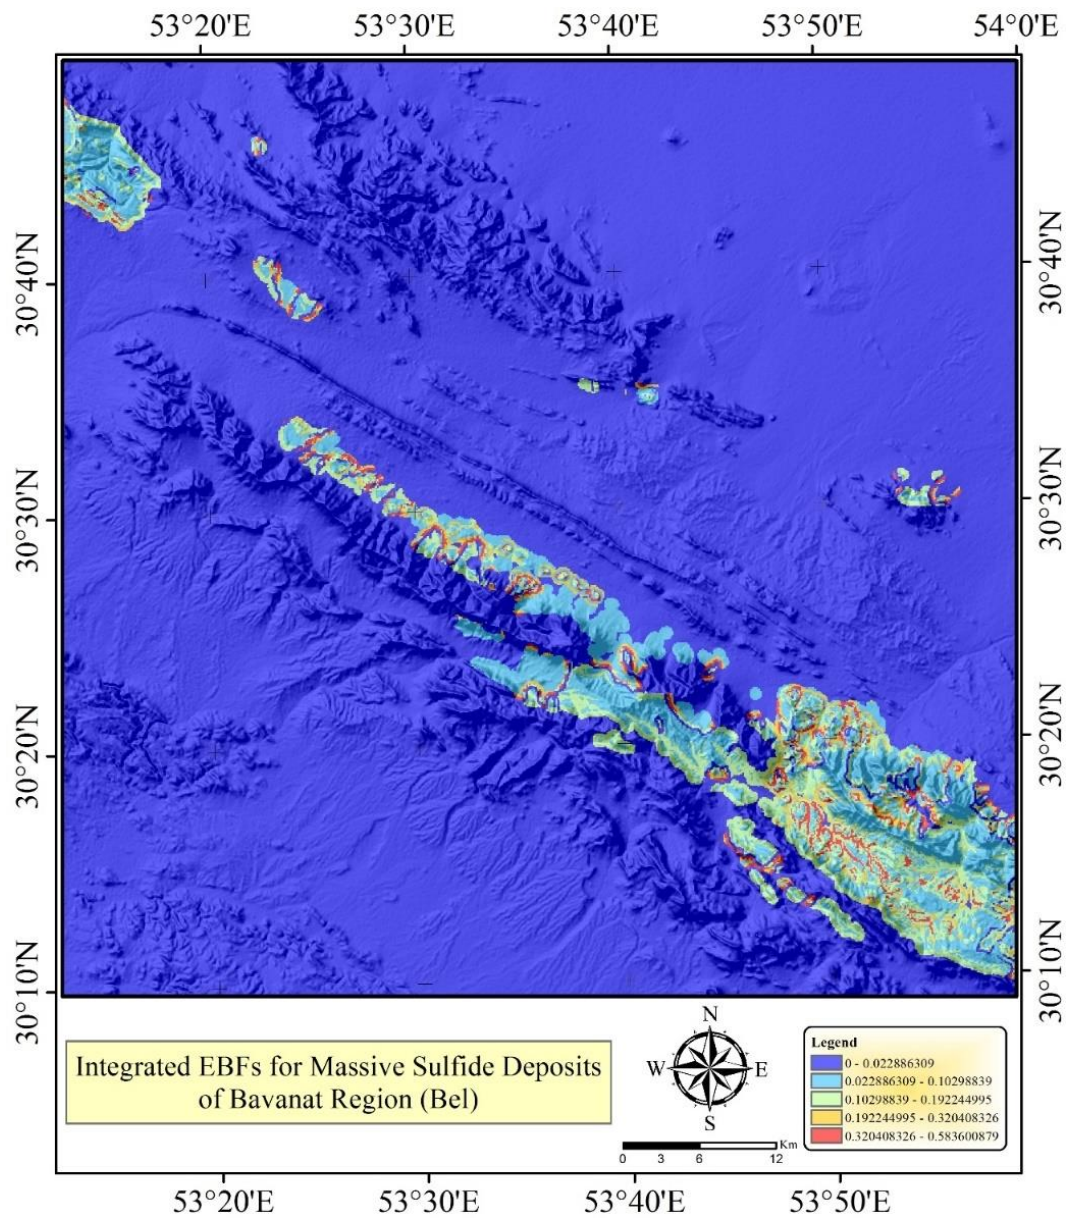 53°20'E 53°30'E 53°40'E 53°50'E 54°0'E
30°40'N 30°40'N
30°30'N 30°30'N
30°20'N 30°20'N
30°10'N 30°10'N
N
W E
S
Integrated EBFs for Massive Sulfide Deposits
of Bavanat Region (Bel)
Legend
0 - 0.022886309
0.022886309 - 0.10298839
0.10298839 - 0.192244995
0.192244995 - 0.320408326
0.320408326 - 0.583600879
Km
0 3 6 12
53°20'E 53°30'E 53°40'E 53°50'E